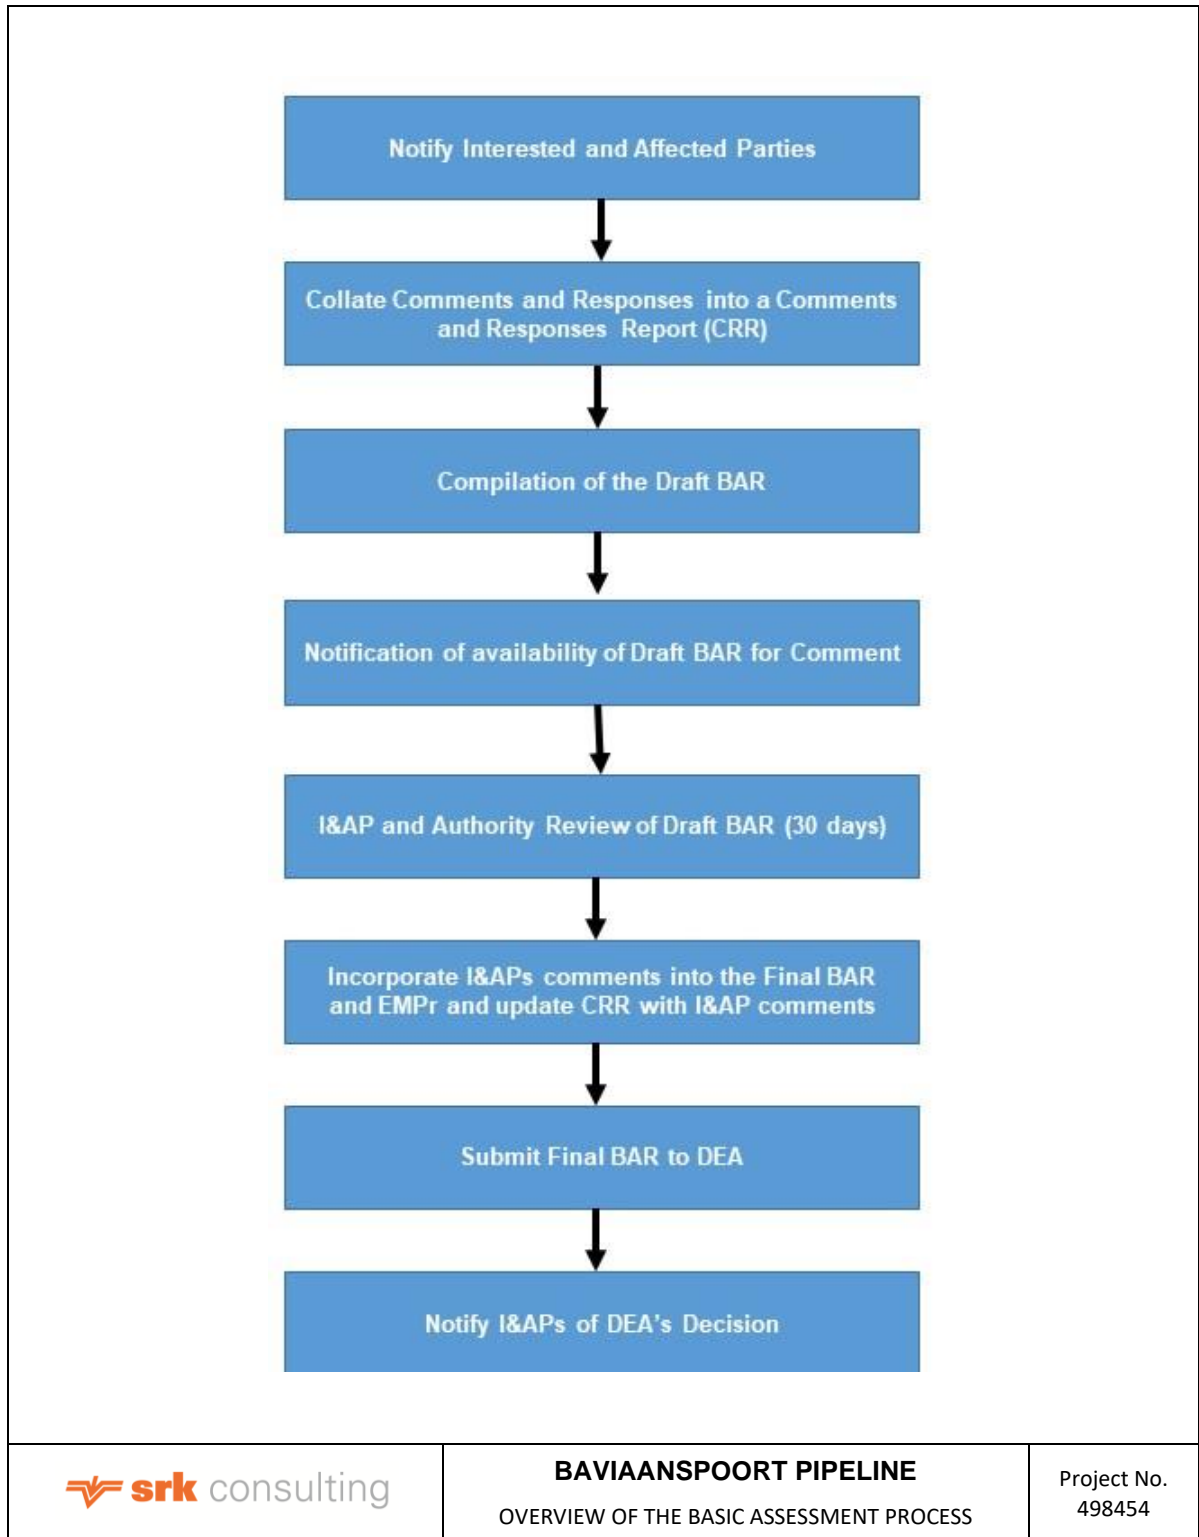 Notify Interested and Affected Parties
Collate Comments and Responses into a Comments
and Responses Report (CRR)
Compilation of the Draft BAR
Notification of availability of Draft BAR for Comment
I&AP and Authority Review of Draft BAR (30 days)
Incorporate I&APs comments into the Final BAR
and EMPr and update CRR with I&AP comments
Submit Final BAR to DEA
Notify I&APs of DEA's Decision
srk consulting
BAVIAANSPOORT PIPELINE
OVERVIEW OF THE BASIC ASSESSMENT PROCESS
Project No.
498454